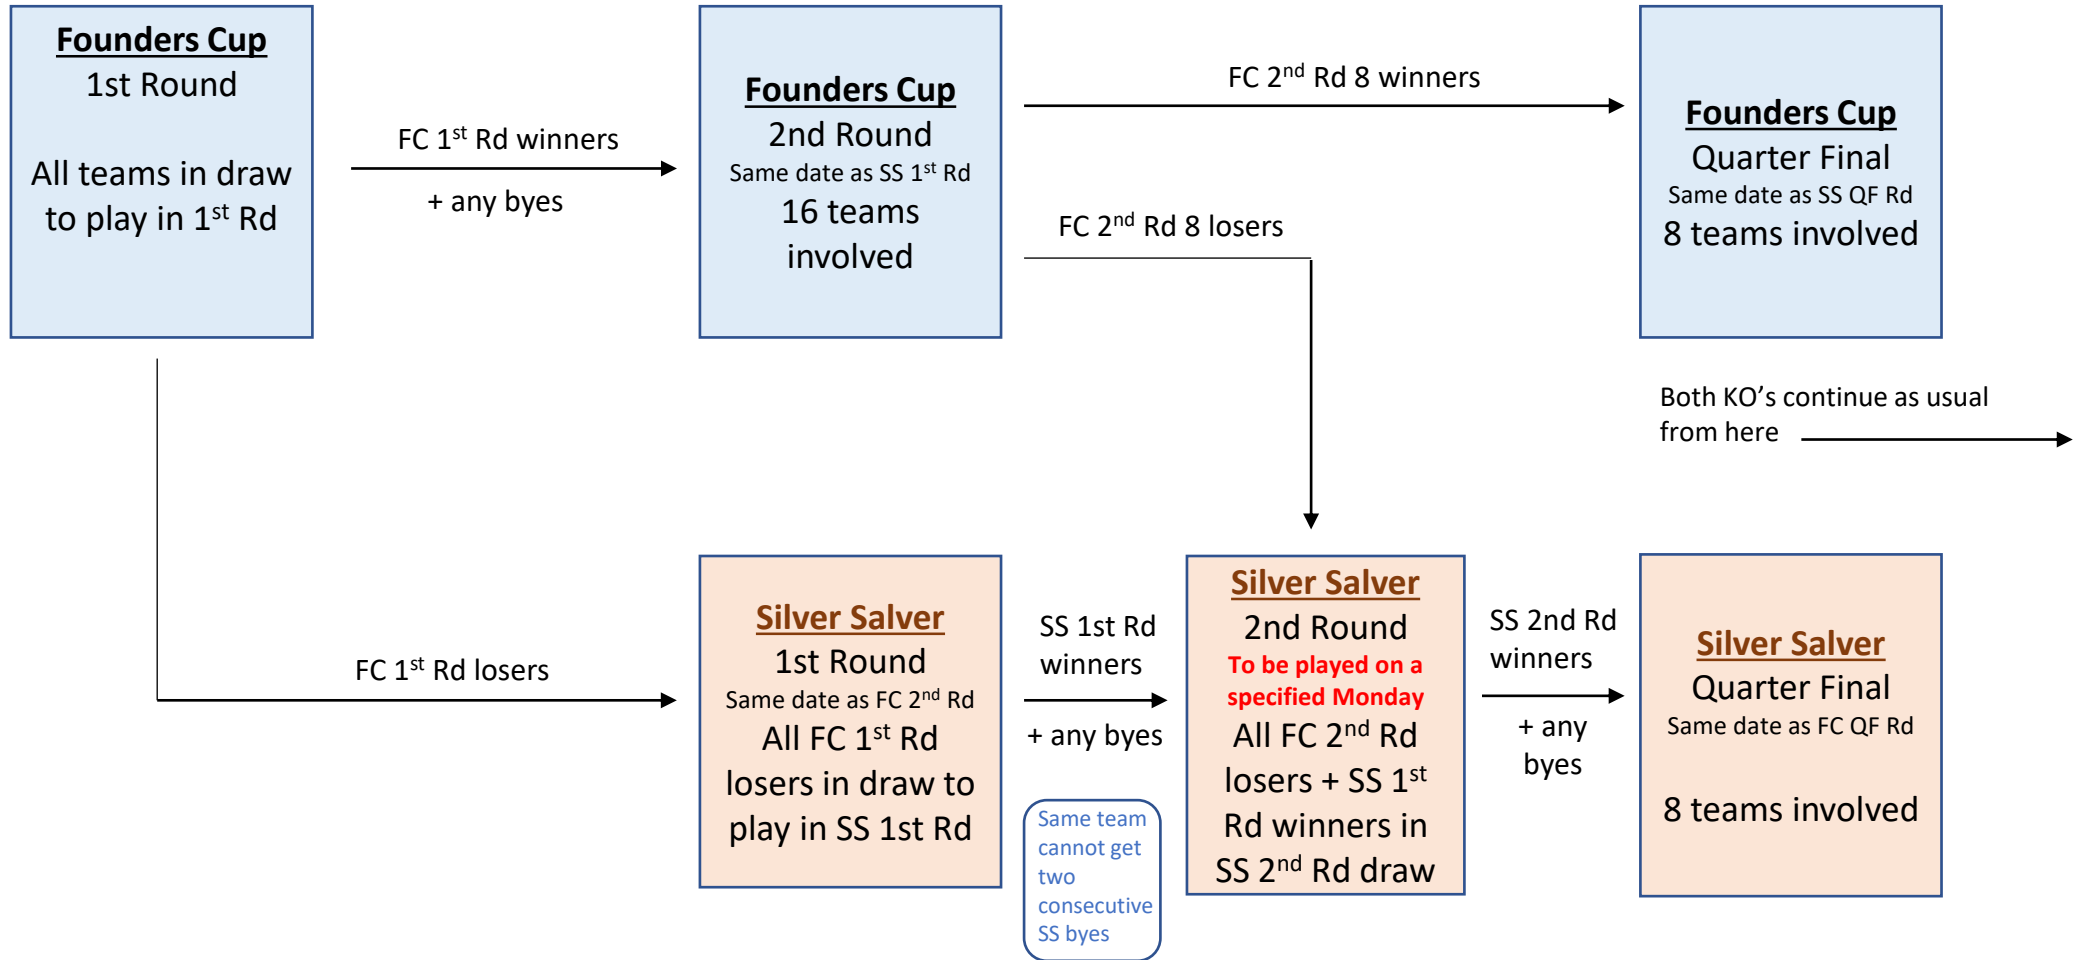 Founders Cup
1st Round
All teams in draw
to play in 1st Rd
FC 1st Rd winners
+ any byes
Founders Cup
2nd Round
Same date as SS 1st Rd
16 teams
involved
FC 2nd Rd 8 winners
FC 2nd Rd 8 losers
Founders Cup
Quarter Final
Same date as SS QF Rd
8 teams involved
Both KO's continue as usual
from here
FC 1st Rd losers
Silver Salver
1st Round
Same date as FC 2nd Rd
All FC 1st Rd
losers in draw to
play in SS 1st Rd
SS 1st Rd
winners
+ any byes
Same team
cannot get
two
consecutive
SS byes
Silver Salver
2nd Round
To be played on a
specified Monday
All FC 2nd Rd
losers + SS 1st
Rd winners in
SS 2nd Rd draw
SS 2nd Rd
winners
+ any
byes
Silver Salver
Quarter Final
Same date as FC QF Rd
8 teams involved